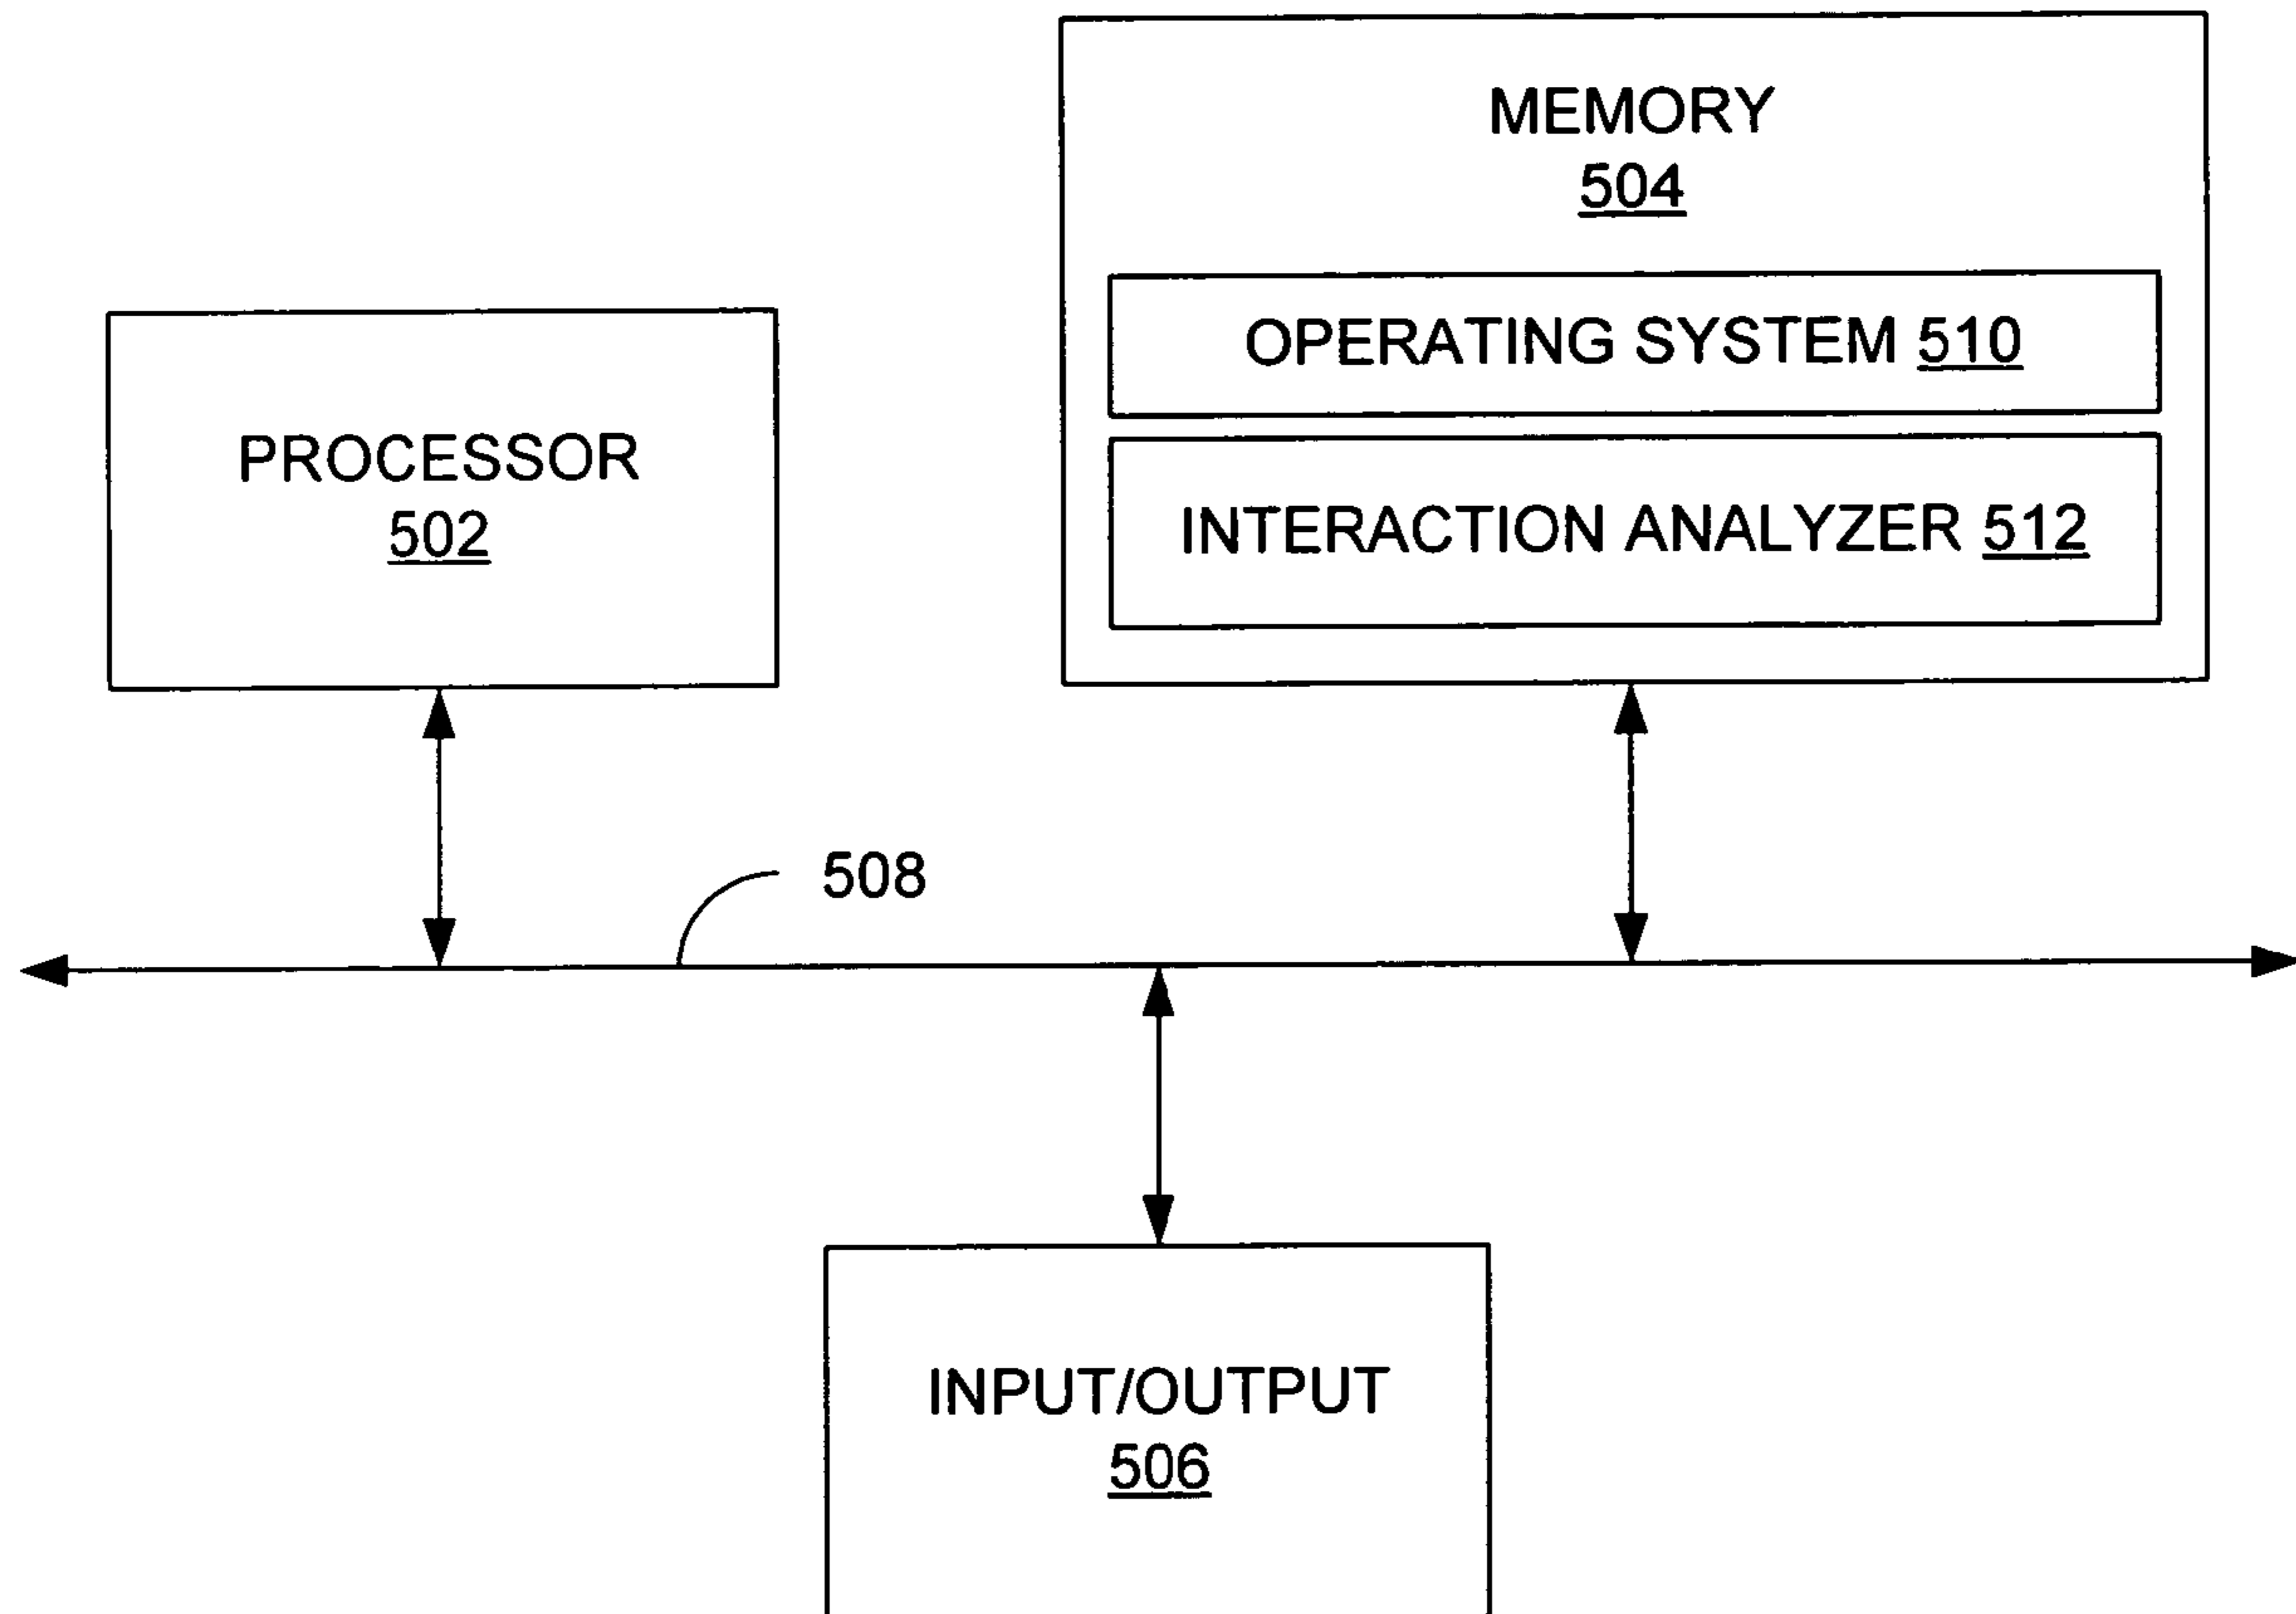 MEMORY
504
OPERATING SYSTEM 510
PROCESSOR
502
INTERACTION ANALYZER 512
508
INPUT/OUTPUT
506